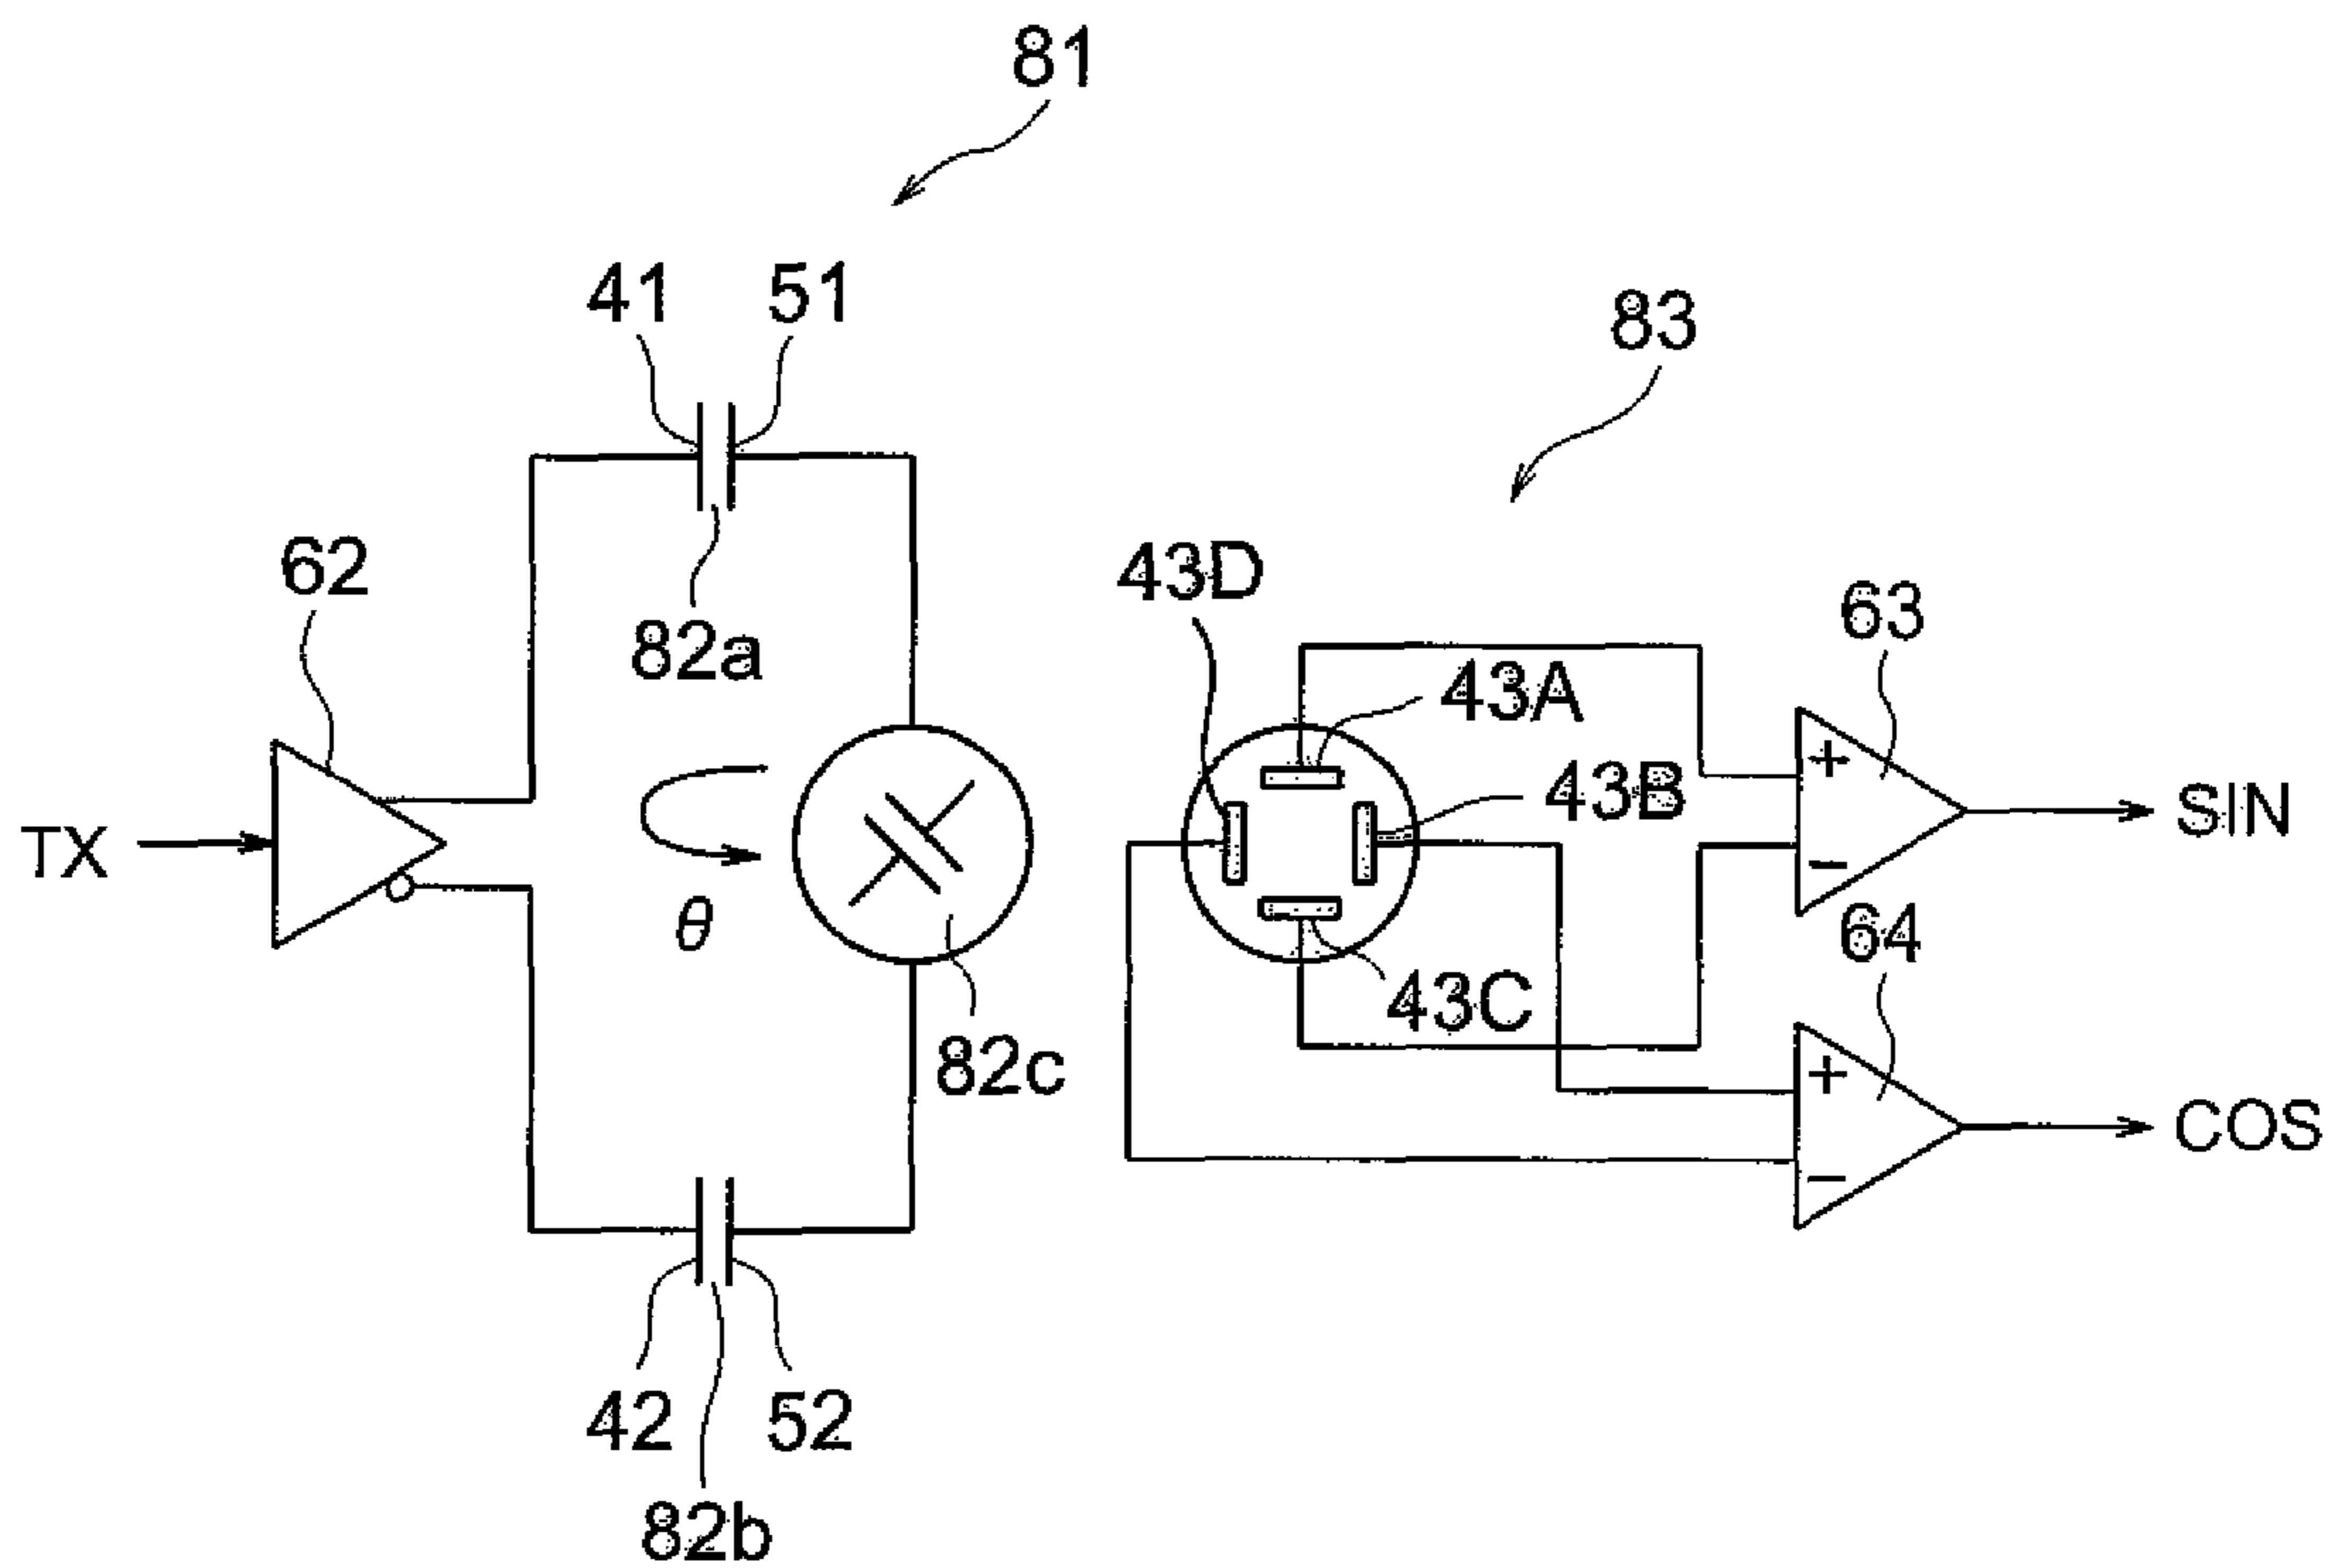 81
41 51
83
62
43D
82a
63
43A
43B
+
TX
SIN
−
θ
64
43C
82c
+
COS
−
42 52
82b